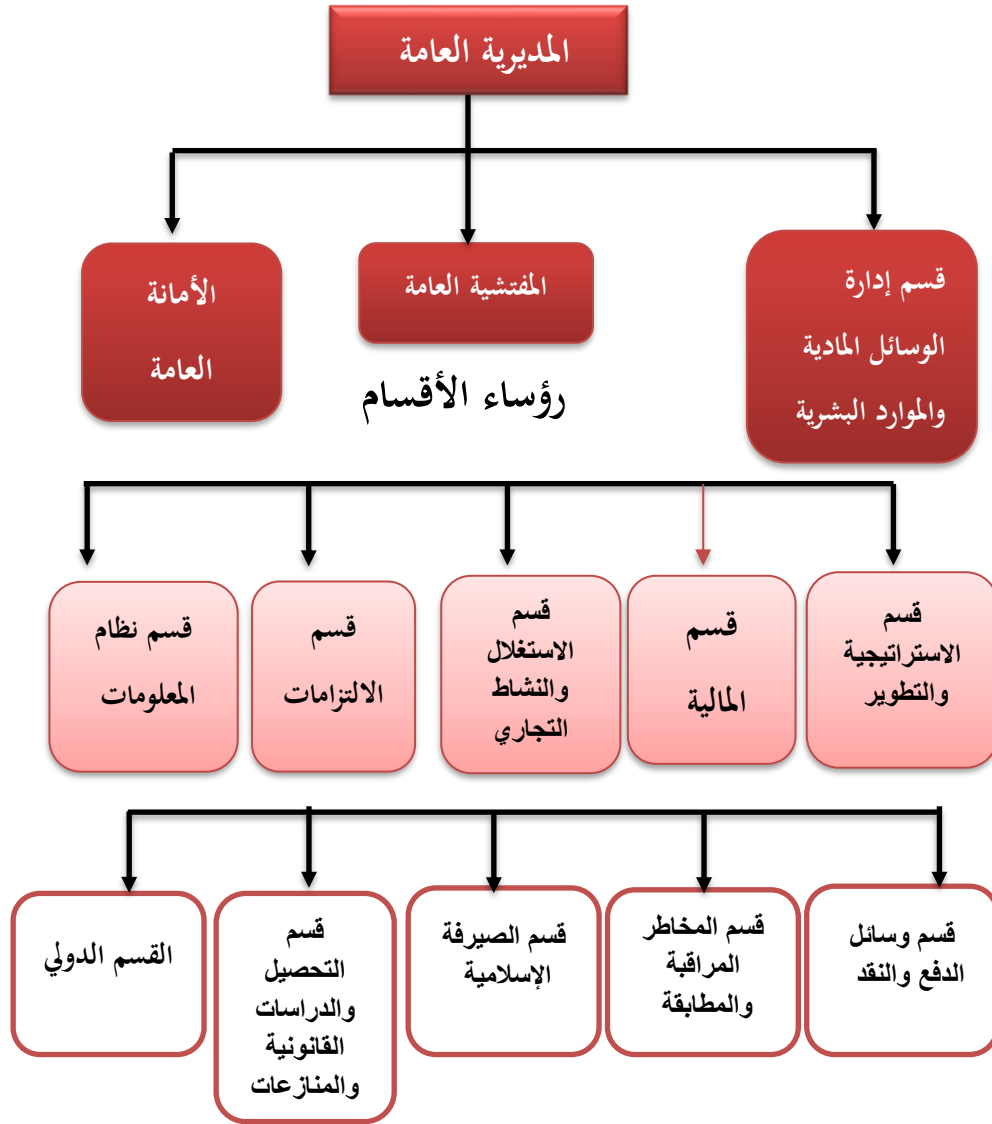 المديرية العامة
قسم إدارة
الوسائل المادية
والموارد البشرية
المفتشية العامة
الأمانة
العامة
رؤساء الأقسام
قسم
الاستراتيجية
والتطوير
قسم
المالية
قسم
الاستغلال
والنشاط
التجاري
قسم
الالتزامات
قسم نظام
المعلومات
قسم وسائل
الدفع والنقد
قسم المخاطر
المراقبة
والمطابقة
قسم الصيرفة
الإسلامية
قسم
التحصيل
والدراسات
القانونية
والمنازعات
القسم الدولي